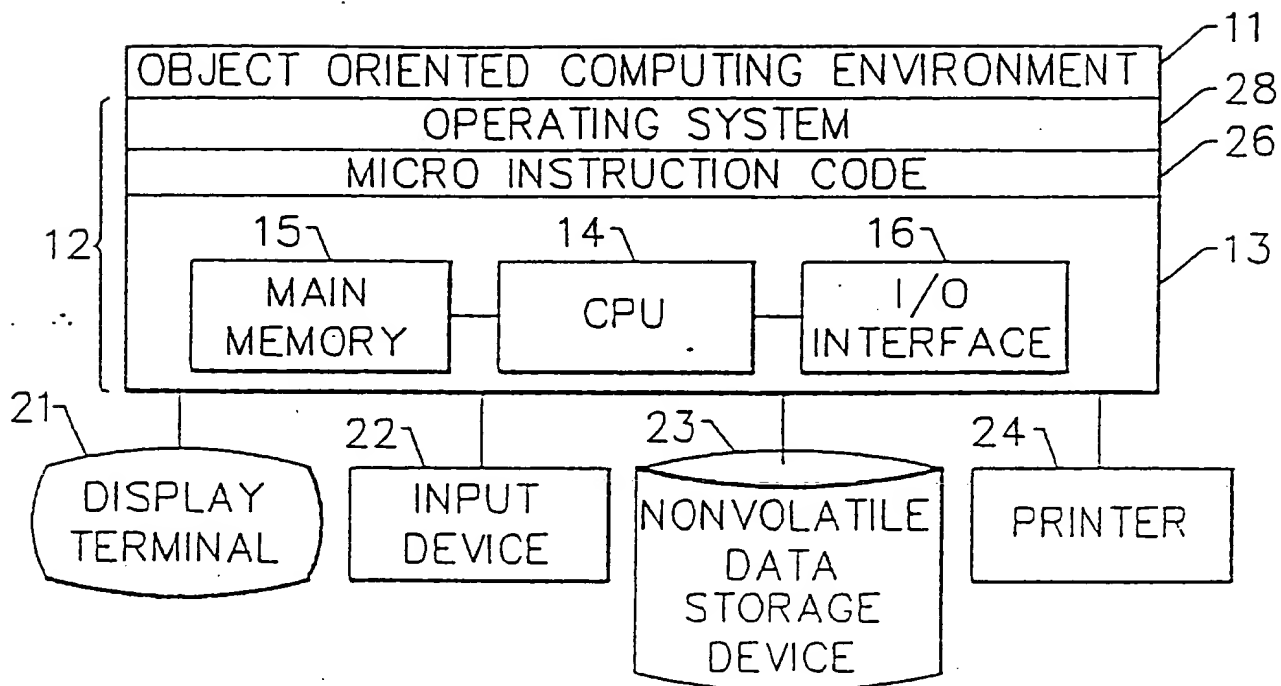 11
OBJECT ORIENTED COMPUTING ENVIRONMENT
28
OPERATING SYSTEM
26
MICRO INSTRUCTION CODE
12
15
14
16
13
MAIN
MEMORY
CPU
I/O
INTERFACE
21
22
23
24
DISPLAY
TERMINAL
INPUT
DEVICE
NONVOLATILE
DATA
STORAGE
DEVICE
PRINTER